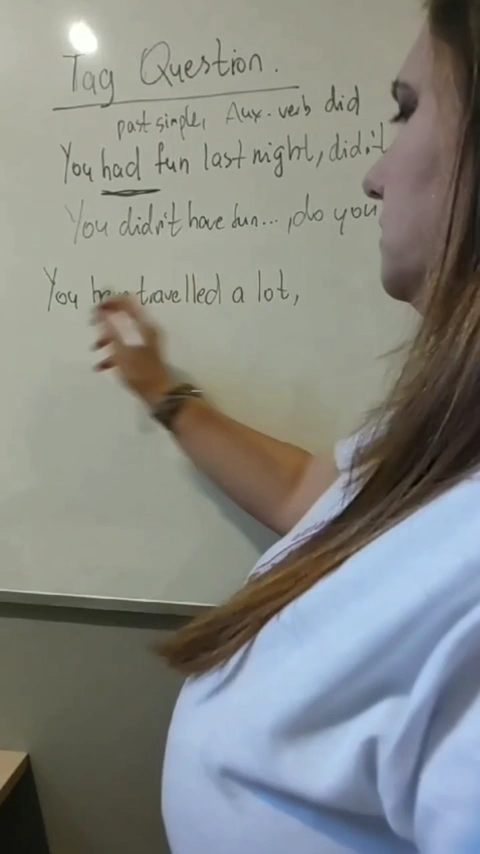 Tag Question.
past simple, Aux. verb did
You had fun last night, didn't
You didn't have fun..., do you
You travelled a lot,